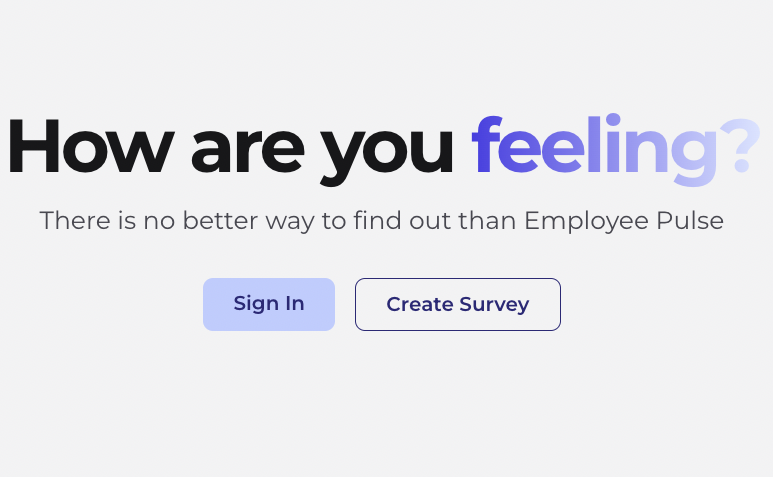 How are you feeling?
There is no better way to find out than Employee Pulse
Sign In
Create Survey